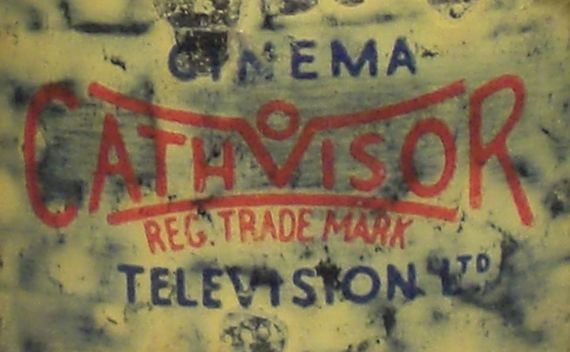 CINEMA
CATHVISOR
REG. TRADE MARK
TELEVISION LTD